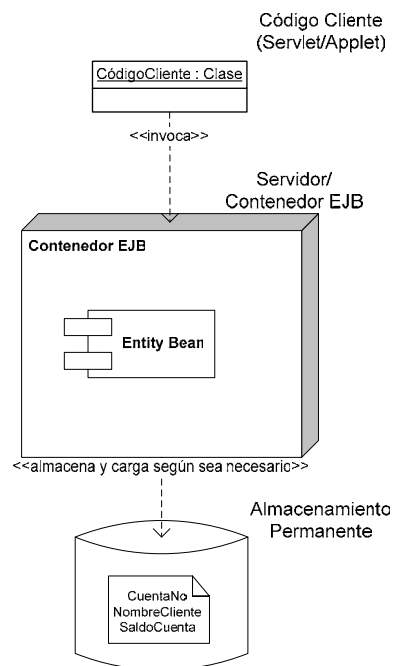 Código Cliente
(Servlet/Applet)
CódigoCliente : Clase
<<invoca>>
Servidor/
Contenedor EJB
Contenedor EJB
Entity Bean
<<almacena y carga según sea necesario>>
Almacenamiento
Permanente
CuentaNo
NombreCliente
SaldoCuenta